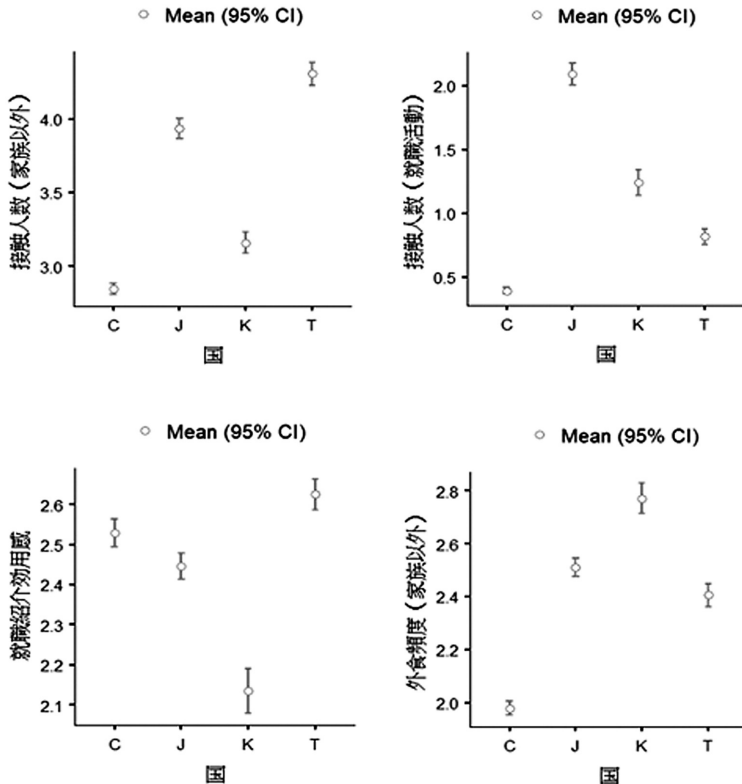 Mean (95% CI)
接触人数（家族以外）
4.0
3.5
3.0
C J K T
国
Mean (95% CI)
接触人数（就職活動）
2.0
1.5
1.0
0.5
C J K T
国
Mean (95% CI)
就職紹介効用感
2.6
2.5
2.4
2.3
2.2
2.1
C J K T
国
Mean (95% CI)
外食頻度（家族以外）
2.8
2.6
2.4
2.2
2.0
C J K T
国